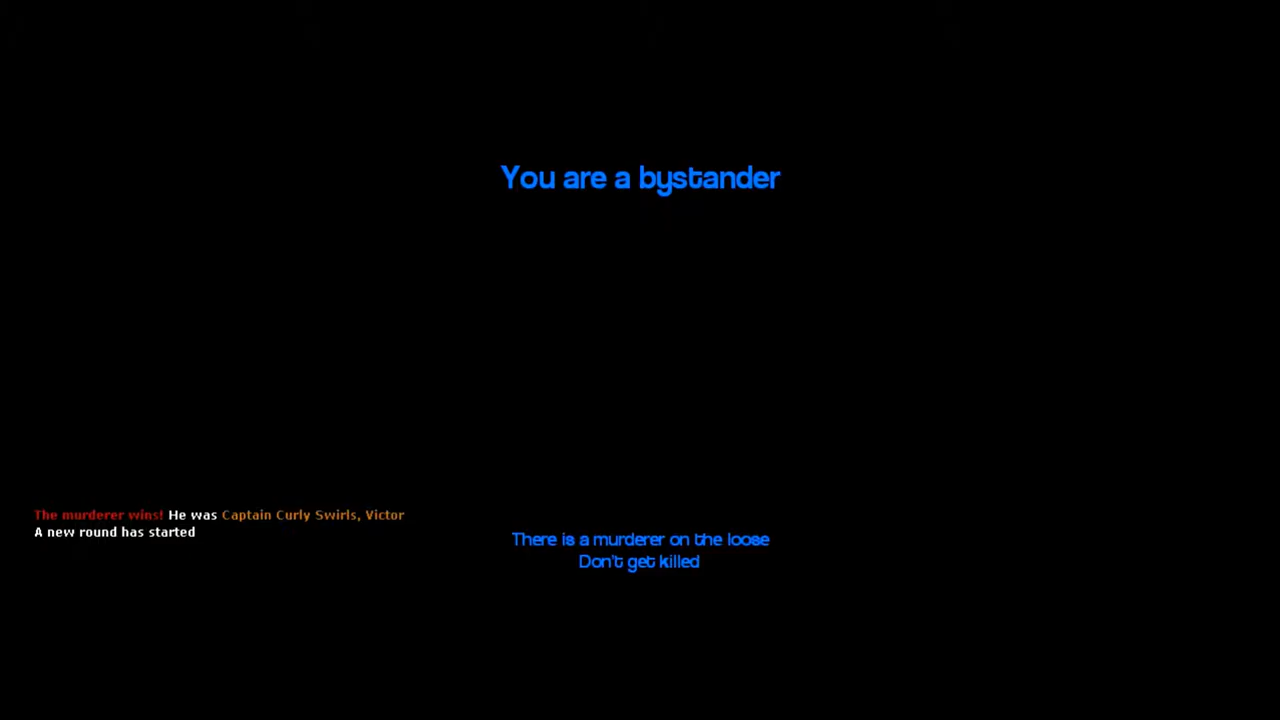 You are a bystander
The murderer wins! He was Captain Curly Swirls, Victor
A new round has started
There is a murderer on the loose
Don't get killed